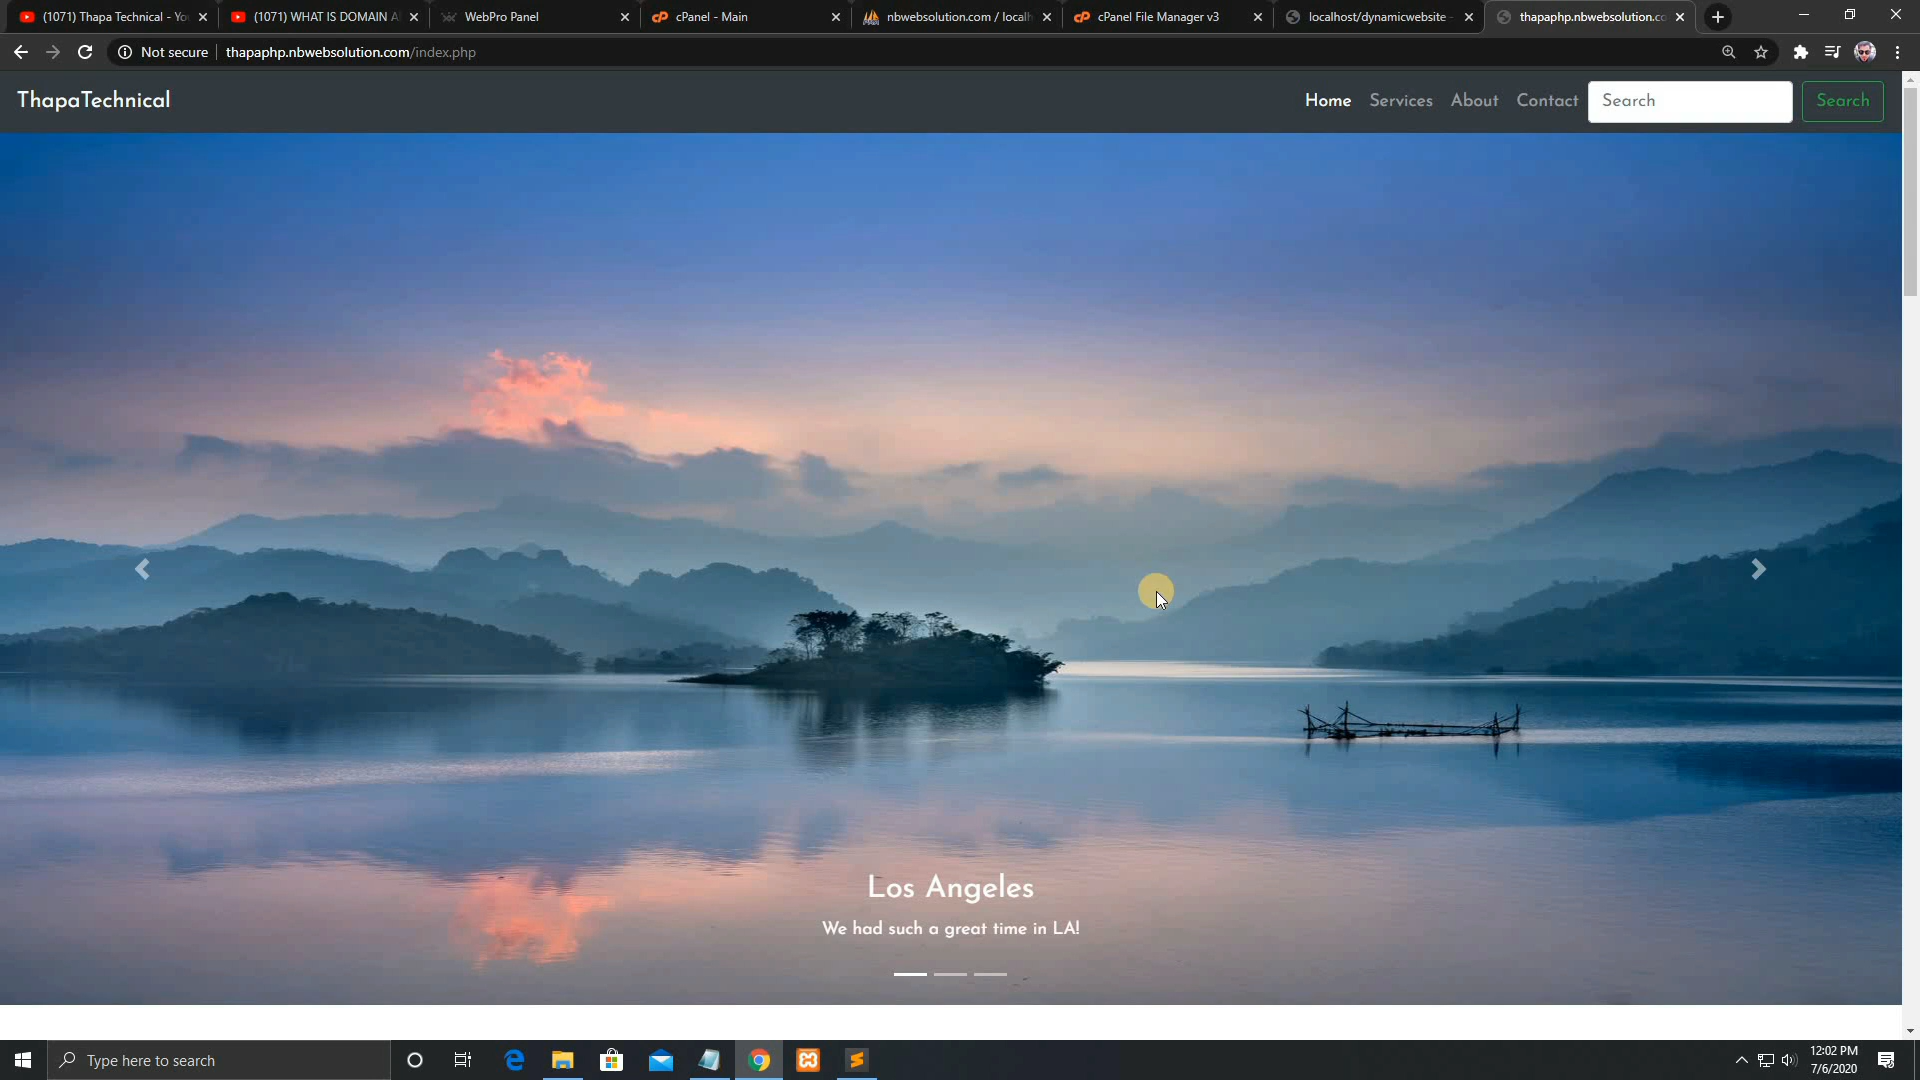 (1071) Thapa Technical - Yo
(1071) WHAT IS DOMAIN A
WebPro Panel
cPanel - Main
nbwebsolution.com / localh
cPanel File Manager v3
localhost/dynamicwebsite -
thapaphp.nbwebsolution.co
Not secure
thapaphp.nbwebsolution.com/index.php
ThapaTechnical
Home
Services
About
Contact
Search
Search
Los Angeles
We had such a great time in LA!
Type here to search
12:02 PM
7/6/2020